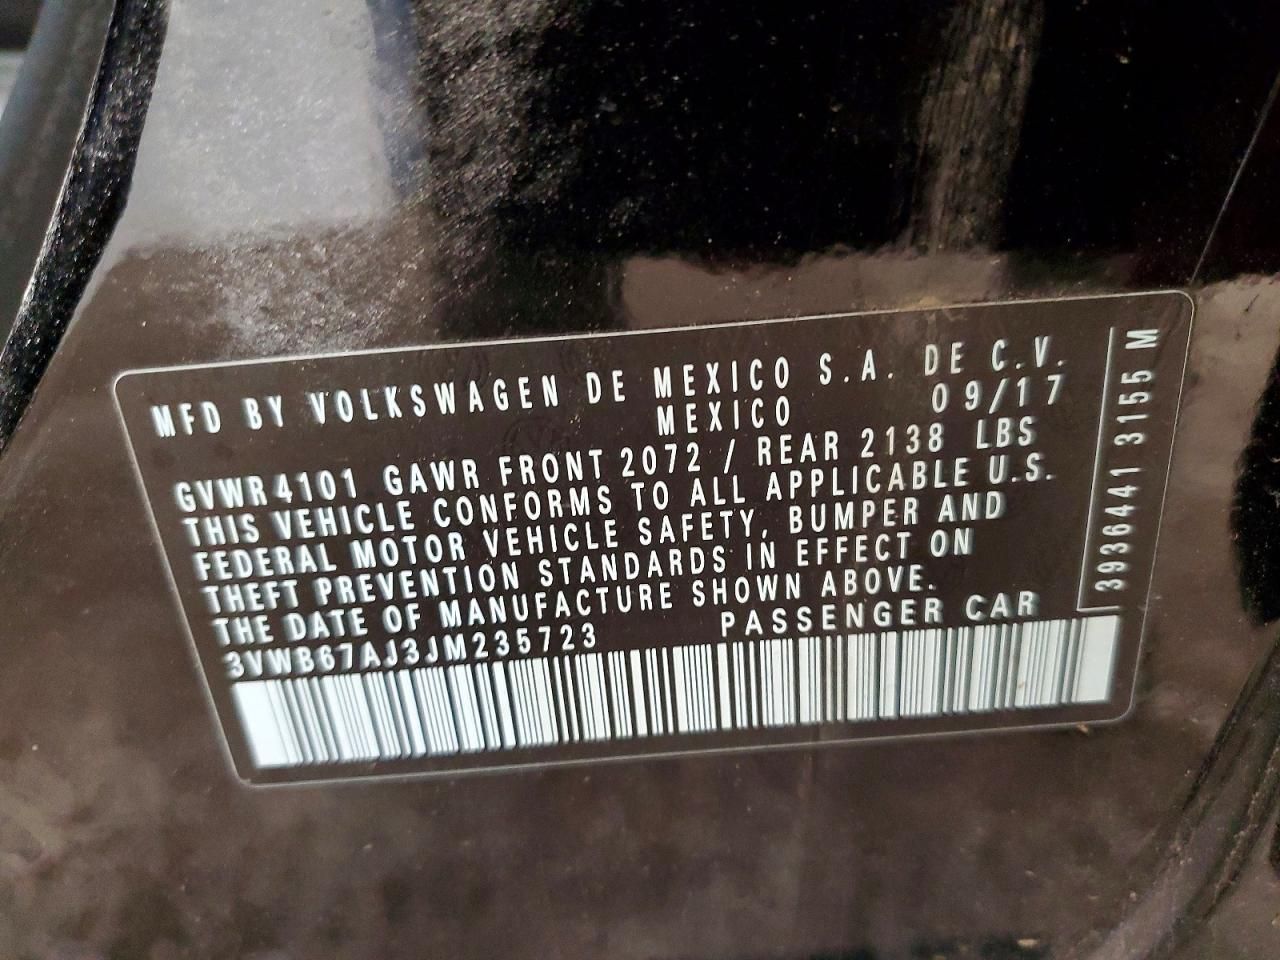 MFD BY VOLKSWAGEN DE MEXICO S.A. DE C.V.
MEXICO 09/17
GVWR 4101 GAWR FRONT 2072 / REAR 2138 LBS
THIS VEHICLE CONFORMS TO ALL APPLICABLE U.S.
FEDERAL MOTOR VEHICLE SAFETY, BUMPER AND
THEFT PREVENTION STANDARDS IN EFFECT ON
THE DATE OF MANUFACTURE SHOWN ABOVE.
3VWB67AJ3JM235723 PASSENGER CAR
3936441 3155 M